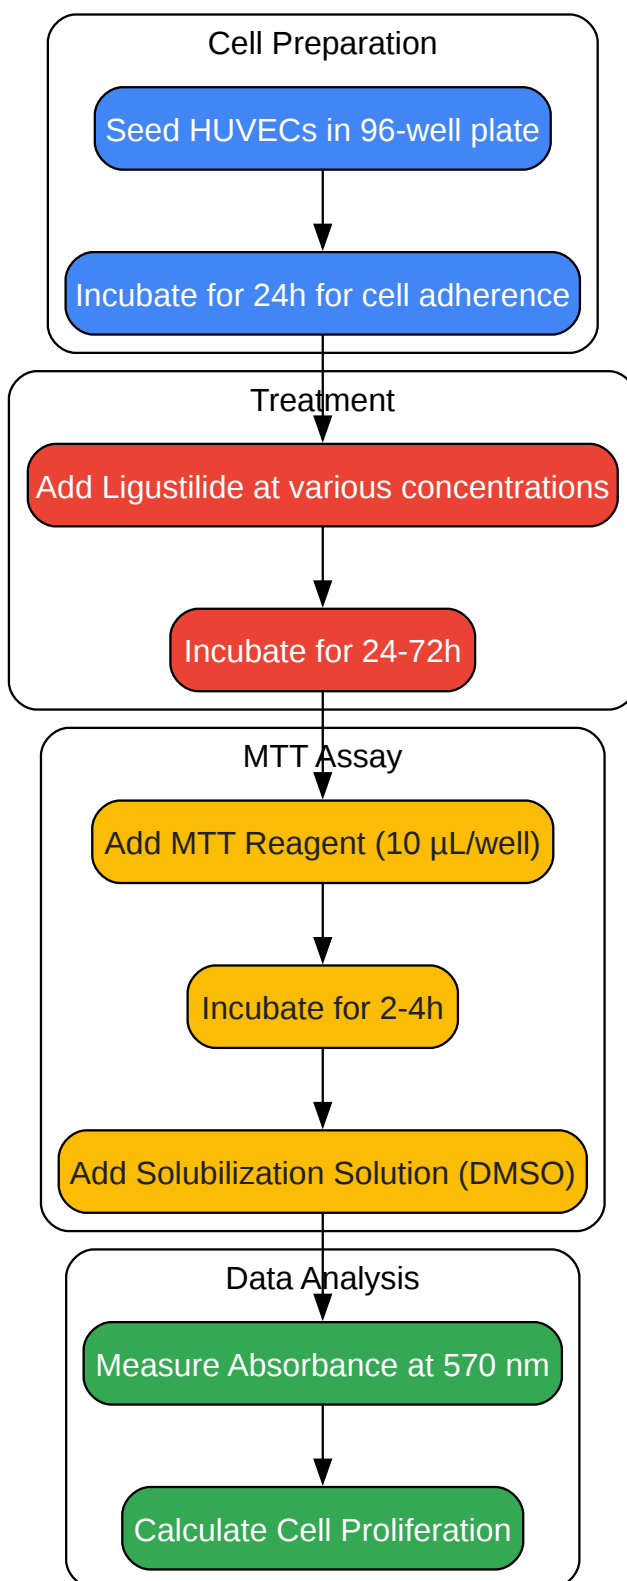 Cell Preparation
Seed HUVECs in 96-well plate
Incubate for 24h for cell adherence
Treatment
Add Ligustilide at various concentrations
Incubate for 24-72h
MTT Assay
Add MTT Reagent (10 µL/well)
Incubate for 2-4h
Add Solubilization Solution (DMSO)
Data Analysis
Measure Absorbance at 570 nm
Calculate Cell Proliferation